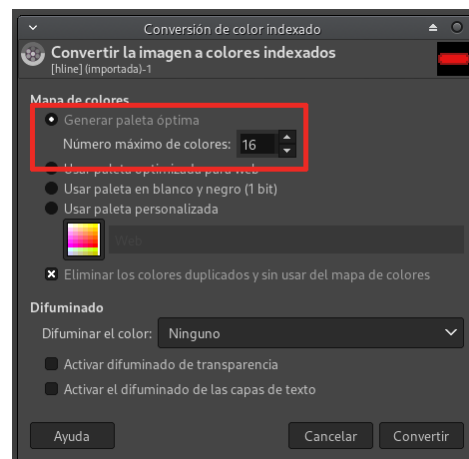 Conversión de color indexado
Convertir la imagen a colores indexados
[hline] (importada)-1
Mapa de colores
Generar paleta óptima
Número máximo de colores: 16
Usar paleta optimizada para web
Usar paleta en blanco y negro (1 bit)
Usar paleta personalizada
Web
Eliminar los colores duplicados y sin usar del mapa de colores
Difuminado
Difuminar el color: Ninguno
Activar difuminado de transparencia
Activar el difuminado de las capas de texto
Ayuda Cancelar Convertir